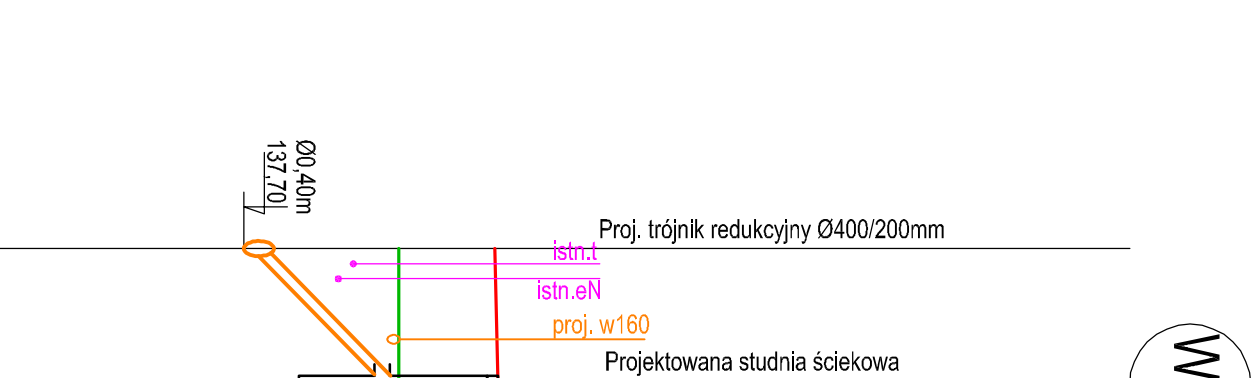 Ø0,40m
137,70
Proj. trójnik redukcyjny Ø400/200mm
istn.t
istn.eN
proj. w160
Projektowana studnia ściekowa
W